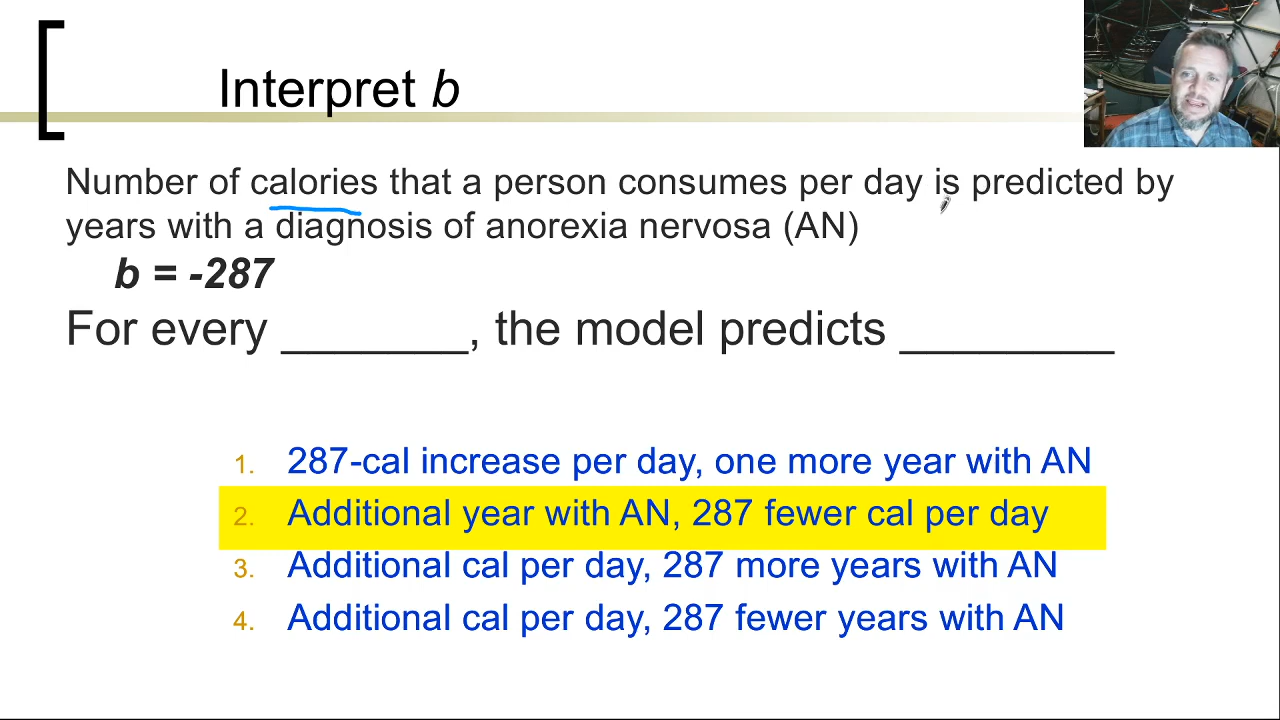 Interpret b
Number of calories that a person consumes per day is predicted by
years with a diagnosis of anorexia nervosa (AN)
b = -287
For every _______, the model predicts ________
1. 287-cal increase per day, one more year with AN
2. Additional year with AN, 287 fewer cal per day
3. Additional cal per day, 287 more years with AN
4. Additional cal per day, 287 fewer years with AN